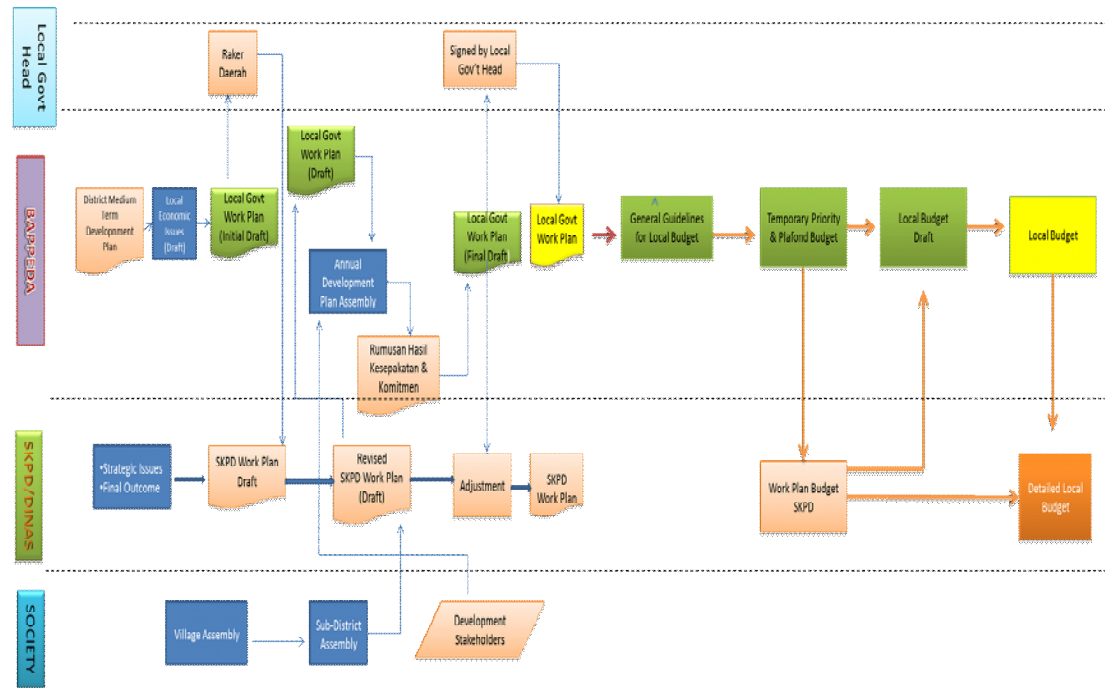 Local Govt
Head
Raker
Daerah
Signed by Local
Gov't Head
BAPPEDA
District Medium
Term
Development
Plan
Local
Economic
Issues
(Draft)
Local Govt
Work Plan
(Initial Draft)
Local Govt
Work Plan
(Draft)
Annual
Development
Plan Assembly
Rumusan Hasil
Kesepakatan &
Komitmen
Local Govt
Work Plan
(Final Draft)
Local Govt
Work Plan
General Guidelines
for Local Budget
Temporary Priority
& Plafond Budget
Local Budget
Draft
Local Budget
SKPD/DINAS
•Strategic Issues
•Final Outcome
SKPD Work Plan
Draft
Revised
SKPD Work Plan
(Draft)
Adjustment
SKPD
Work Plan
Work Plan Budget
SKPD
Detailed Local
Budget
SOCIETY
Village Assembly
Sub-District
Assembly
Development
Stakeholders